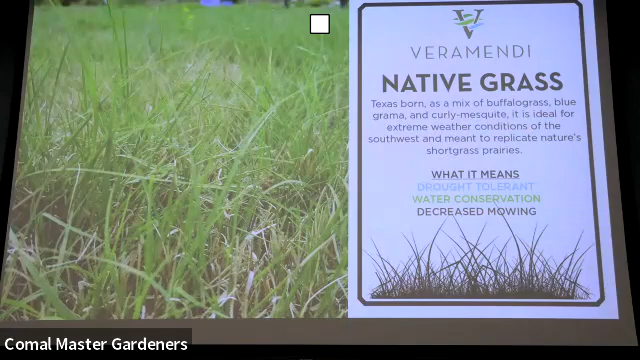 VERAMENDI
NATIVE GRASS
Texas born, as a mix of buffalograss, blue
grama, and curly-mesquite, it is ideal for
extreme weather conditions of the
southwest and meant to replicate nature's
shortgrass prairies.
WHAT IT MEANS
DROUGHT TOLERANT
WATER CONSERVATION
DECREASED MOWING
Comal Master Gardeners